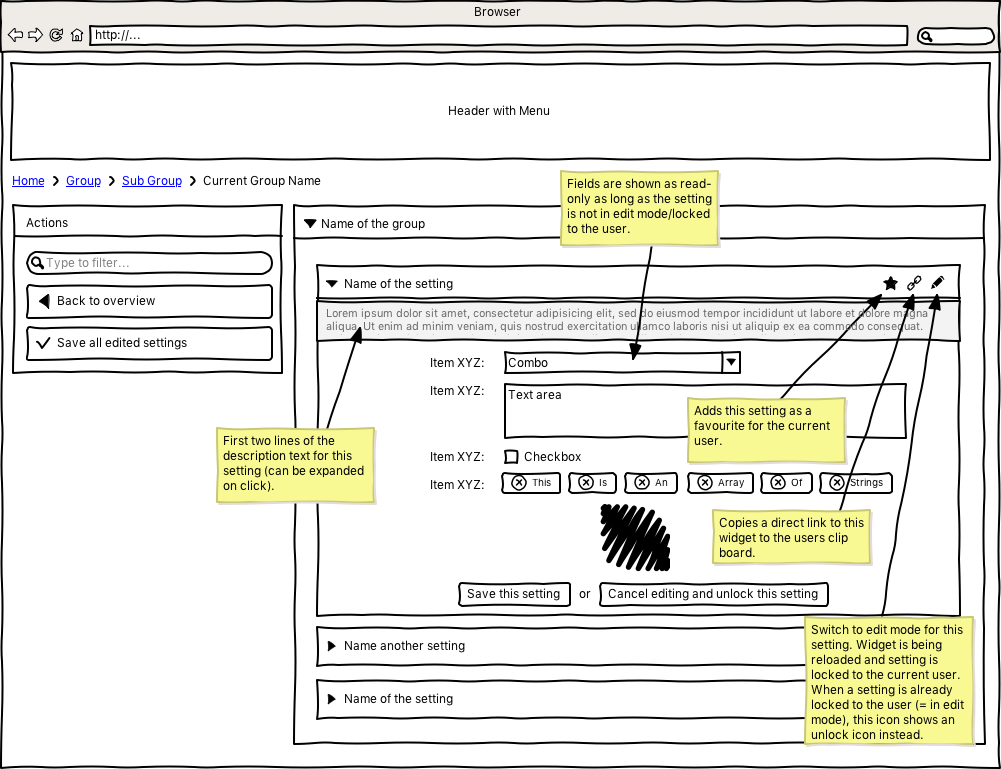 Browser
http://...
Header with Menu
Home Group Sub Group Current Group Name
Actions
Type to filter...
Back to overview
Save all edited settings
Name of the group
Fields are shown as read-
only as long as the setting
is not in edit mode/locked
to the user.
Name of the setting
Lorem ipsum dolor sit amet, consectetur adipisicing elit, sed do eiusmod tempor incididunt ut labore et dolore magna
aliqua. Ut enim ad minim veniam, quis nostrud exercitation ullamco laboris nisi ut aliquip ex ea commodo consequat.
Item XYZ: Combo
Item XYZ: Text area
Adds this setting as a
favourite for the current
user.
First two lines of the
description text for this
setting (can be expanded
on click).
Item XYZ: Checkbox
Item XYZ: This Is An Array Of Strings
Copies a direct link to this
widget to the users clip
board.
Save this setting or Cancel editing and unlock this setting
Name another setting
Name of the setting
Switch to edit mode for this
setting. Widget is being
reloaded and setting is
locked to the current user.
When a setting is already
locked to the user (= in edit
mode), this icon shows an
unlock icon instead.